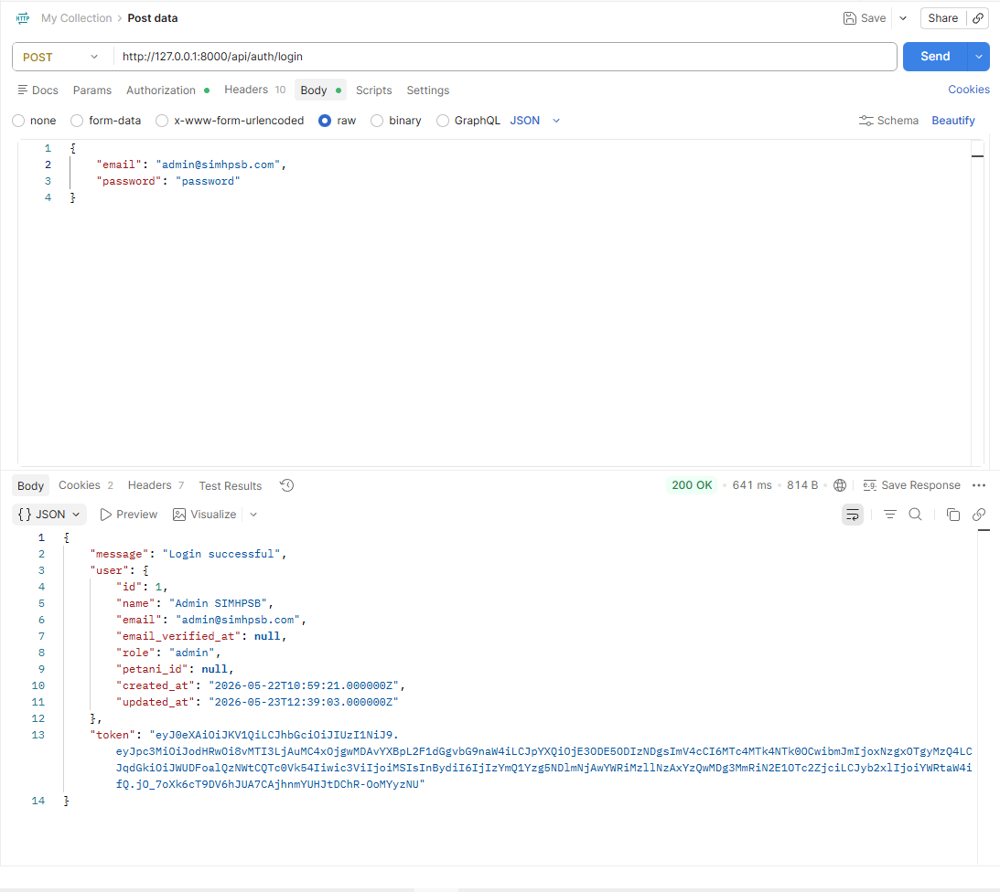 HTTP My Collection > Post data Save Share
POST http://127.0.0.1:8000/api/auth/login Send
Docs Params Authorization Headers 10 Body Scripts Settings Cookies
none form-data x-www-form-urlencoded raw binary GraphQL JSON Schema Beautify
1 {
2 "email": "admin@simhpsb.com",
3 "password": "password"
4 }
Body Cookies 2 Headers 7 Test Results 200 OK • 641 ms • 814 B • e.g. Save Response
{} JSON Preview Visualize
1 {
2 "message": "Login successful",
3 "user": {
4 "id": 1,
5 "name": "Admin SIMHPSB",
6 "email": "admin@simhpsb.com",
7 "email_verified_at": null,
8 "role": "admin",
9 "petani_id": null,
10 "created_at": "2026-05-22T10:59:21.000000Z",
11 "updated_at": "2026-05-23T12:39:03.000000Z"
12 },
13 "token": "eyJ0eXAiOiJKV1QiLCJhbGciOiJIUzI1NiJ9.
eyJpc3MiOiJodHRwOi8vMTI3LjAuMC4xOjgwMDAvYXBpL2F1dGgvbG9naW4iLCJpYXQiOjE3ODE5ODIzNDgsImV4cCI6MTc4MTk4NTk0OCwibmJmIjoxNzgxOTgyMzQ4LC
JqdGkiOiJWUDFoalQzNWtCQTc0Vk54Iiwic3ViIjoiMSIsInBydiI6IjIzYmQ1Yzg5NDlmNjAwYWRiMzllNzAxYzQwMDg3MmRiN2E1OTc2ZjciLCJyb2xlIjoiYWRtaW4i
fQ.jO_7oXk6cT9DV6hJUA7CAjhnmYUHJtDChR-OoMYyzNU"
14 }